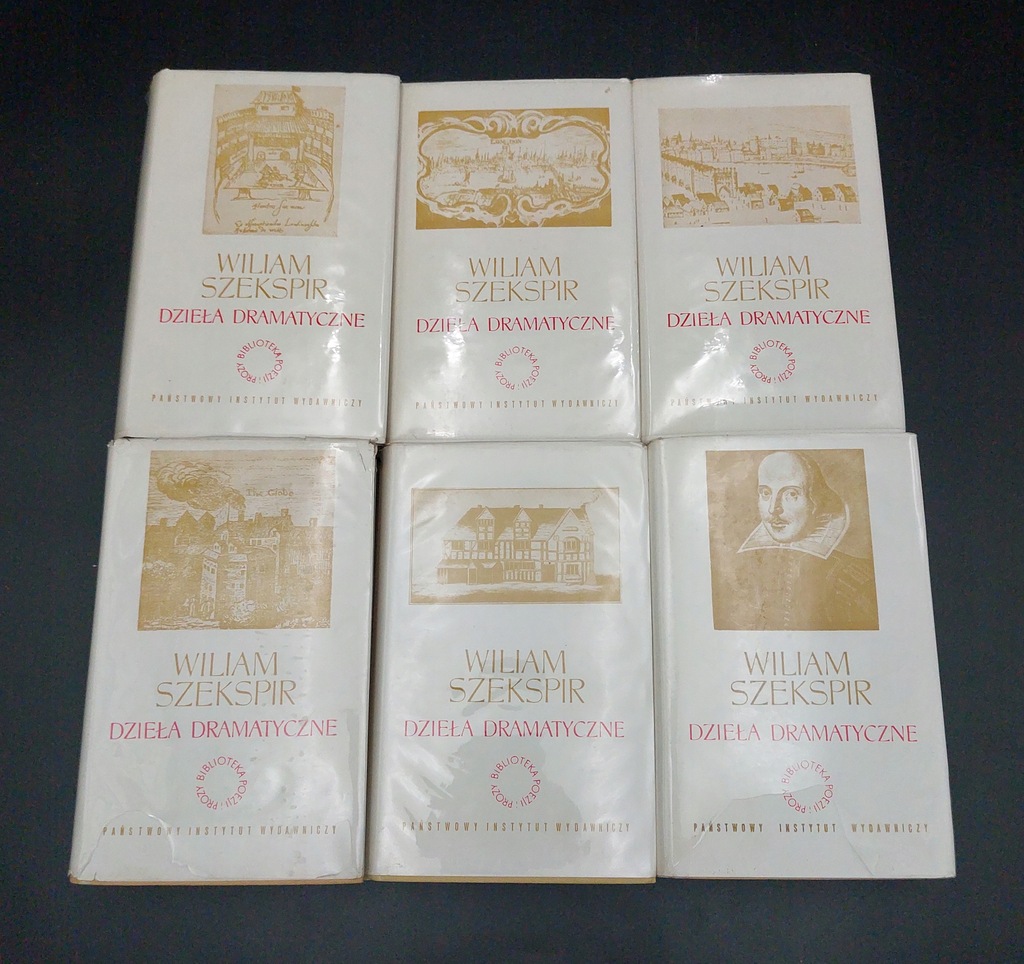 WILIAM
SZEKSPIR
DZIEŁA DRAMATYCZNE
BIBLIOTEKA POEZJI i PROZY
PAŃSTWOWY INSTYTUT WYDAWNICZY
WILIAM
SZEKSPIR
DZIEŁA DRAMATYCZNE
BIBLIOTEKA POEZJI i PROZY
PAŃSTWOWY INSTYTUT WYDAWNICZY
WILIAM
SZEKSPIR
DZIEŁA DRAMATYCZNE
BIBLIOTEKA POEZJI i PROZY
PAŃSTWOWY INSTYTUT WYDAWNICZY
The Globe
WILIAM
SZEKSPIR
DZIEŁA DRAMATYCZNE
BIBLIOTEKA POEZJI i PROZY
PAŃSTWOWY INSTYTUT WYDAWNICZY
WILIAM
SZEKSPIR
DZIEŁA DRAMATYCZNE
BIBLIOTEKA POEZJI i PROZY
PAŃSTWOWY INSTYTUT WYDAWNICZY
WILIAM
SZEKSPIR
DZIEŁA DRAMATYCZNE
BIBLIOTEKA POEZJI i PROZY
PAŃSTWOWY INSTYTUT WYDAWNICZY